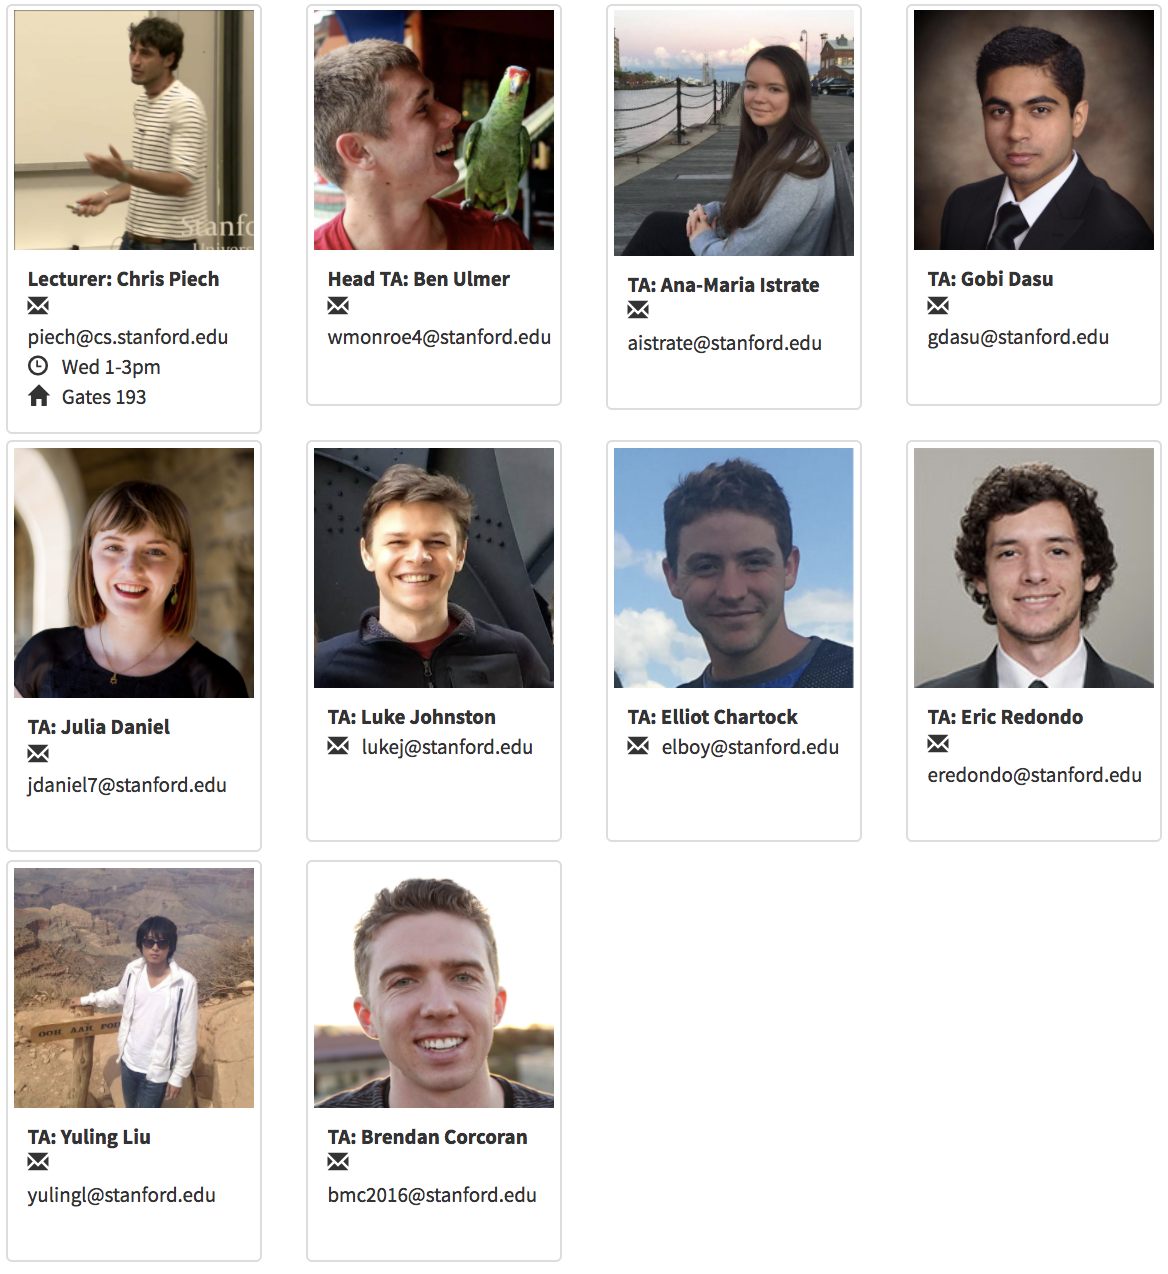 Stanfo
Univers
Lecturer: Chris Piech
piech@cs.stanford.edu
Wed 1-3pm
Gates 193
Head TA: Ben Ulmer
wmonroe4@stanford.edu
TA: Ana-Maria Istrate
aistrate@stanford.edu
TA: Gobi Dasu
gdasu@stanford.edu
TA: Julia Daniel
jdaniel7@stanford.edu
TA: Luke Johnston
lukej@stanford.edu
TA: Elliot Chartock
elboy@stanford.edu
TA: Eric Redondo
eredondo@stanford.edu
OOH AAH POI
TA: Yuling Liu
yulingl@stanford.edu
TA: Brendan Corcoran
bmc2016@stanford.edu